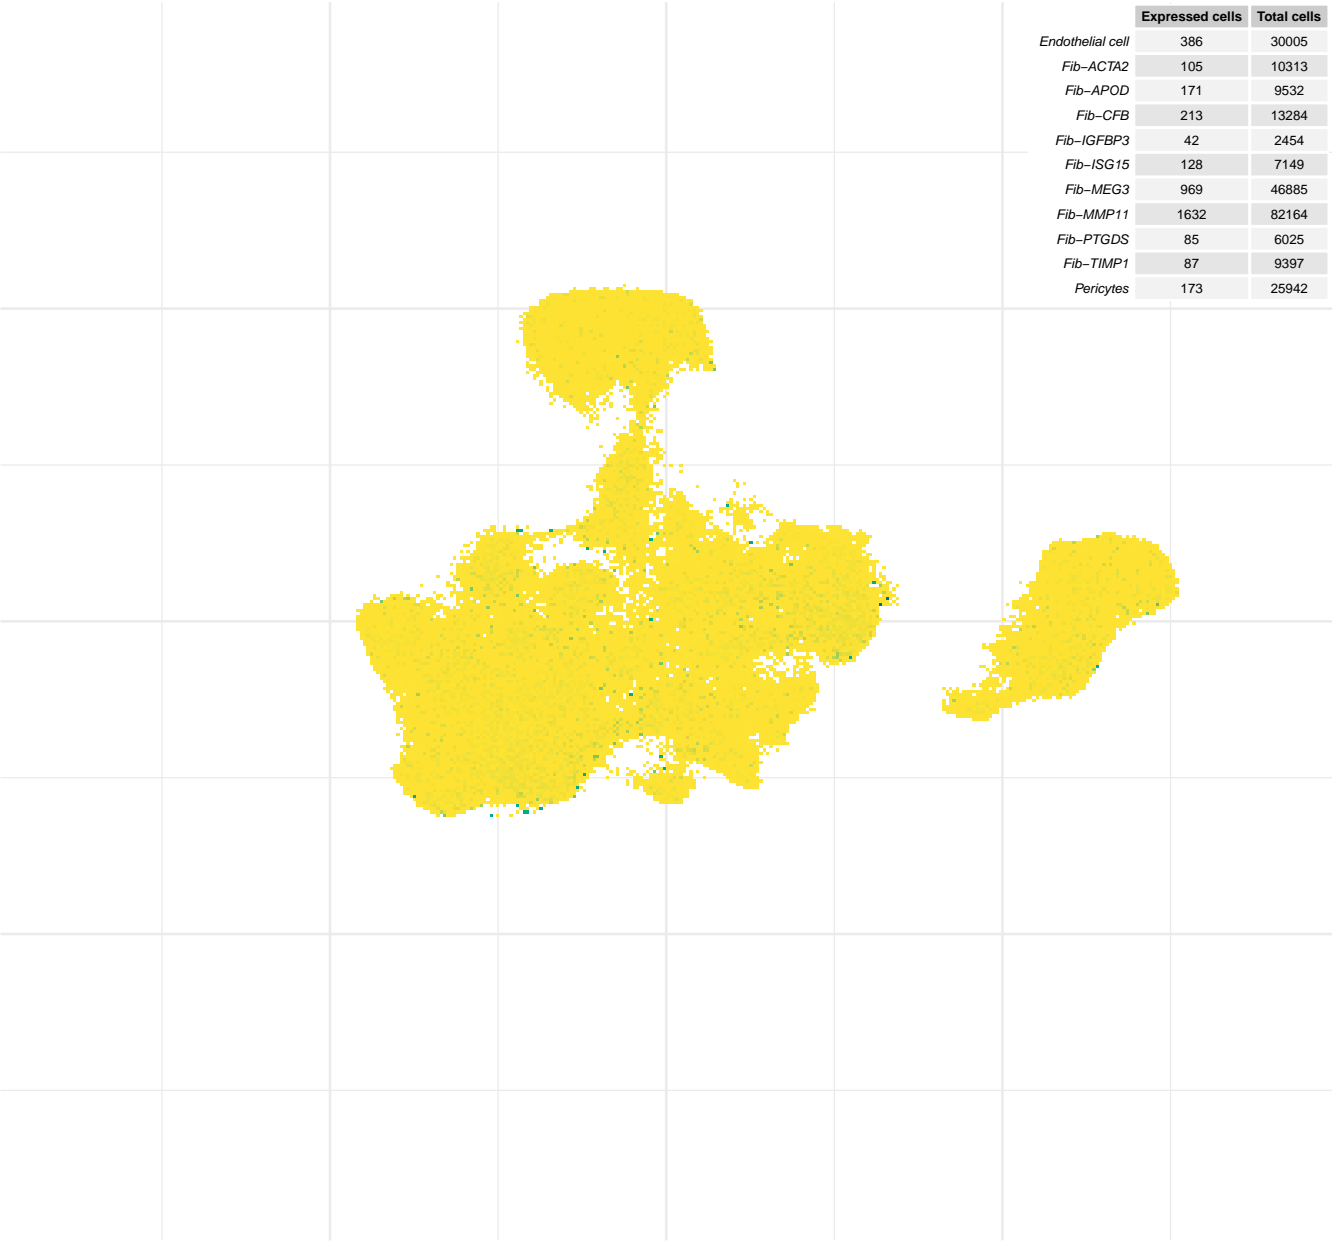 Expressed cells Total cells
Endothelial cell 386 30005
Fib−ACTA2 105 10313
Fib−APOD 171 9532
Fib−CFB 213 13284
Fib−IGFBP3 42 2454
Fib−ISG15 128 7149
Fib−MEG3 969 46885
Fib−MMP11 1632 82164
Fib−PTGDS 85 6025
Fib−TIMP1 87 9397
Pericytes 173 25942